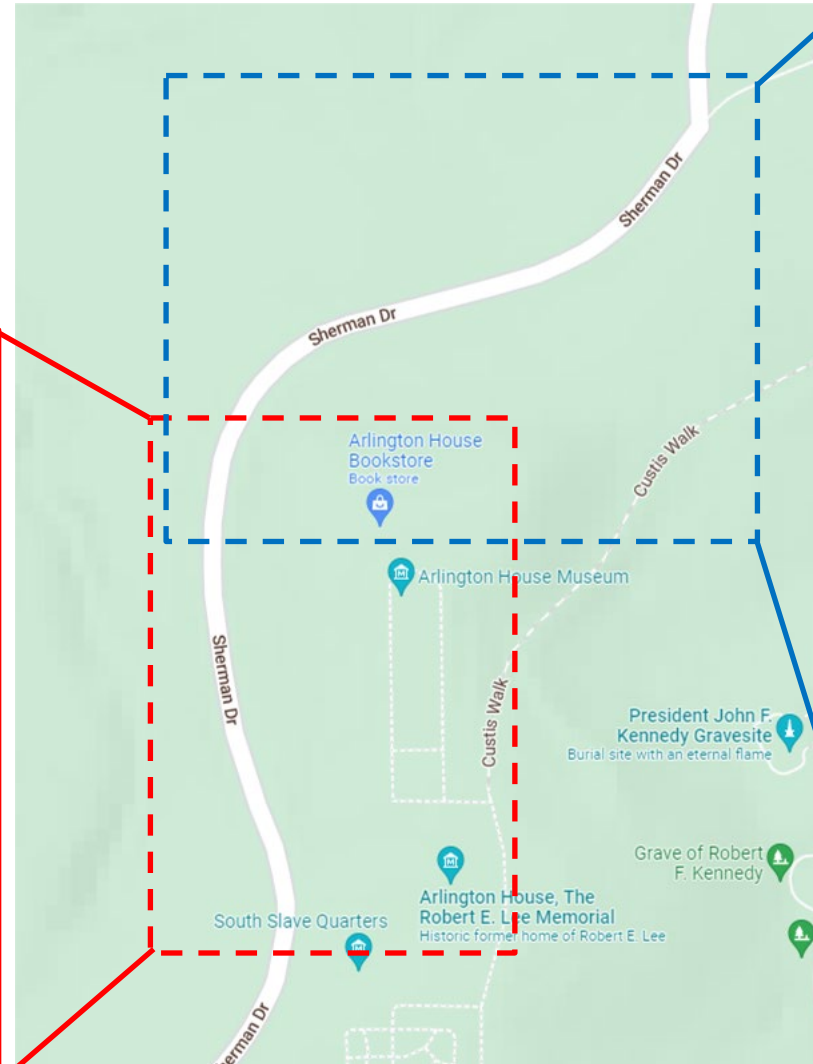 Sherman Dr
Sherman Dr
Custis Walk
Arlington House
Bookstore
Book store
Arlington House Museum
Sherman Dr
Custis Walk
President John F.
Kennedy Gravesite
Burial site with an eternal flame
Grave of Robert
F. Kennedy
Arlington House, The
Robert E. Lee Memorial
Historic former home of Robert E. Lee
South Slave Quarters
erman Dr